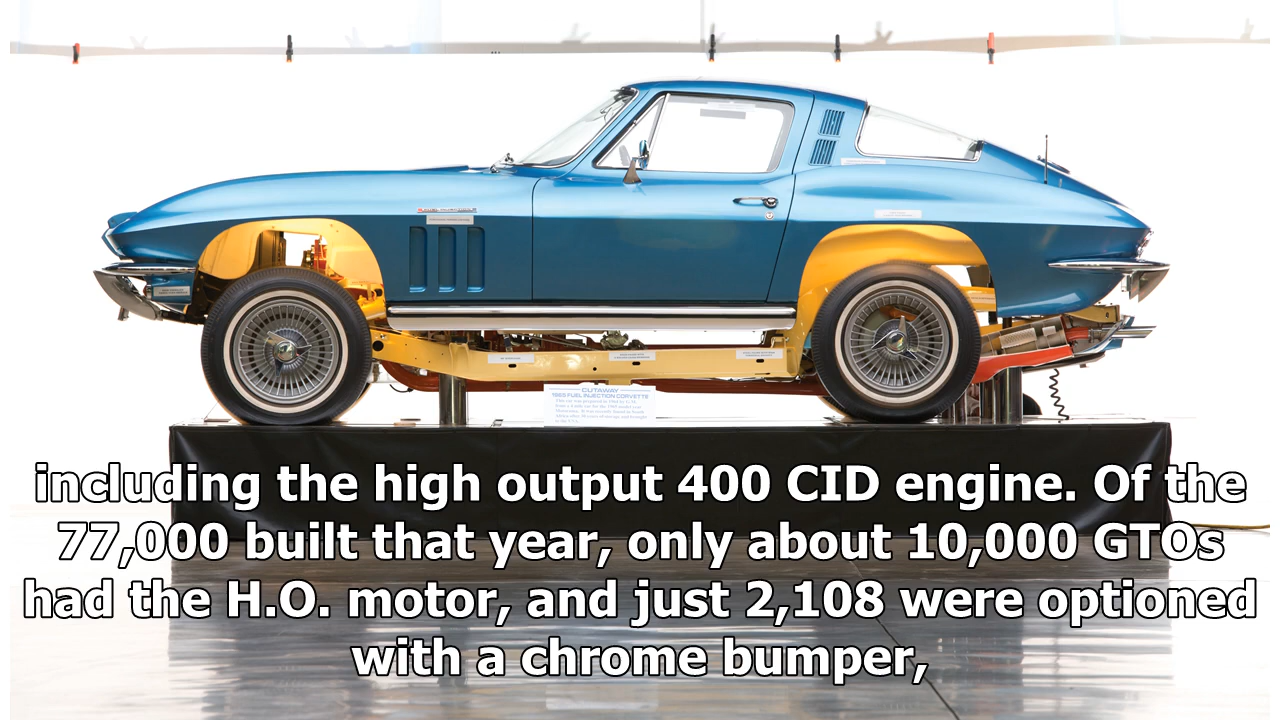 CUTAWAY
1965 FUEL INJECTION CORVETTE
including the high output 400 CID engine. Of the
77,000 built that year, only about 10,000 GTOs
had the H.O. motor, and just 2,108 were optioned
with a chrome bumper,